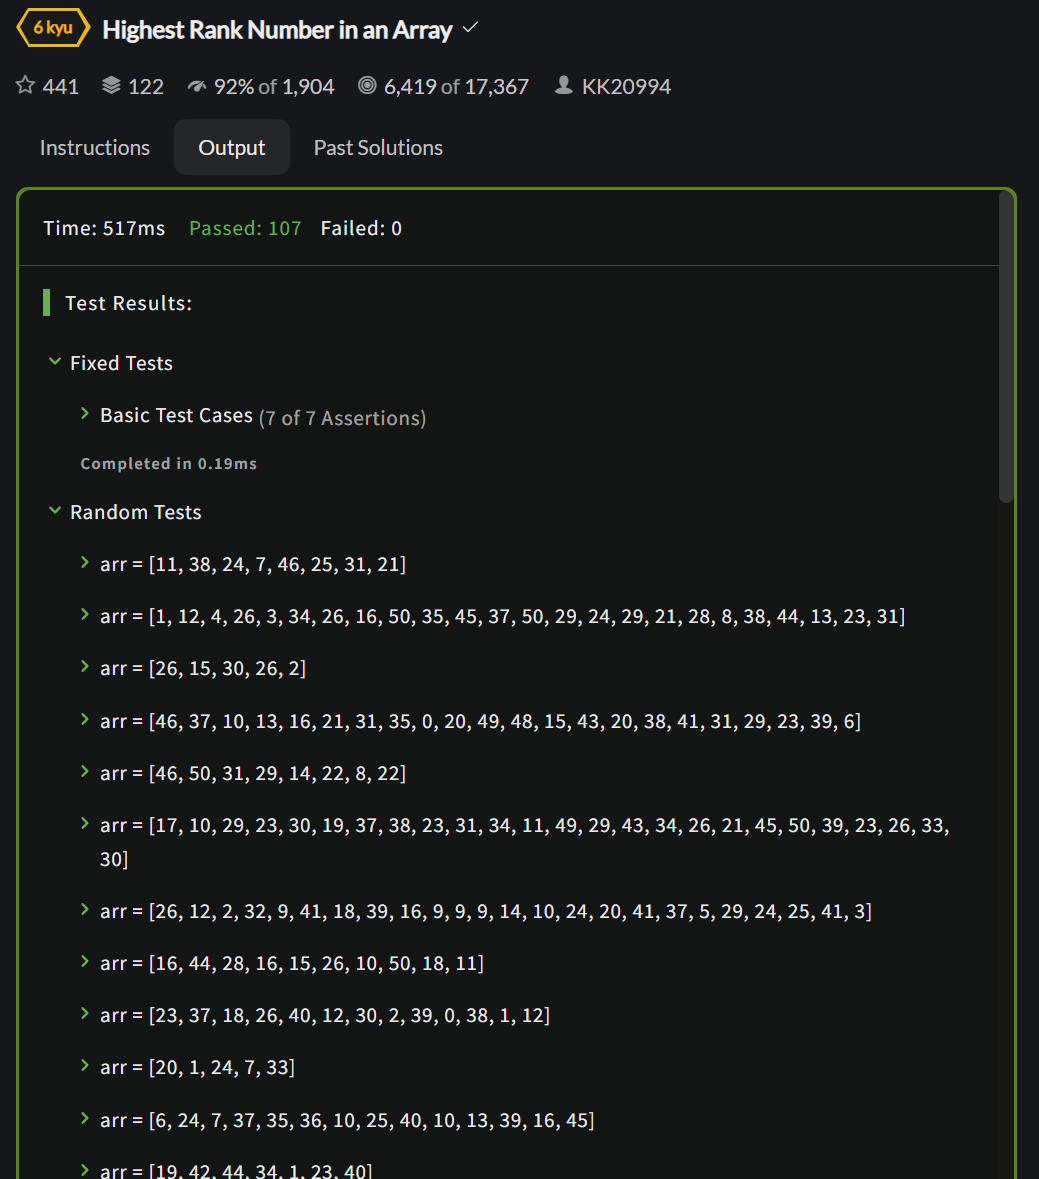 6 kyu Highest Rank Number in an Array
441 122 92% of 1,904 6,419 of 17,367 KK20994
Instructions Output Past Solutions
Time: 517ms Passed: 107 Failed: 0
Test Results:
Fixed Tests
Basic Test Cases (7 of 7 Assertions)
Completed in 0.19ms
Random Tests
arr = [11, 38, 24, 7, 46, 25, 31, 21]
arr = [1, 12, 4, 26, 3, 34, 26, 16, 50, 35, 45, 37, 50, 29, 24, 29, 21, 28, 8, 38, 44, 13, 23, 31]
arr = [26, 15, 30, 26, 2]
arr = [46, 37, 10, 13, 16, 21, 31, 35, 0, 20, 49, 48, 15, 43, 20, 38, 41, 31, 29, 23, 39, 6]
arr = [46, 50, 31, 29, 14, 22, 8, 22]
arr = [17, 10, 29, 23, 30, 19, 37, 38, 23, 31, 34, 11, 49, 29, 43, 34, 26, 21, 45, 50, 39, 23, 26, 33,
30]
arr = [26, 12, 2, 32, 9, 41, 18, 39, 16, 9, 9, 9, 14, 10, 24, 20, 41, 37, 5, 29, 24, 25, 41, 3]
arr = [16, 44, 28, 16, 15, 26, 10, 50, 18, 11]
arr = [23, 37, 18, 26, 40, 12, 30, 2, 39, 0, 38, 1, 12]
arr = [20, 1, 24, 7, 33]
arr = [6, 24, 7, 37, 35, 36, 10, 25, 40, 10, 13, 39, 16, 45]
arr = [19, 42, 44, 34, 1, 23, 40]